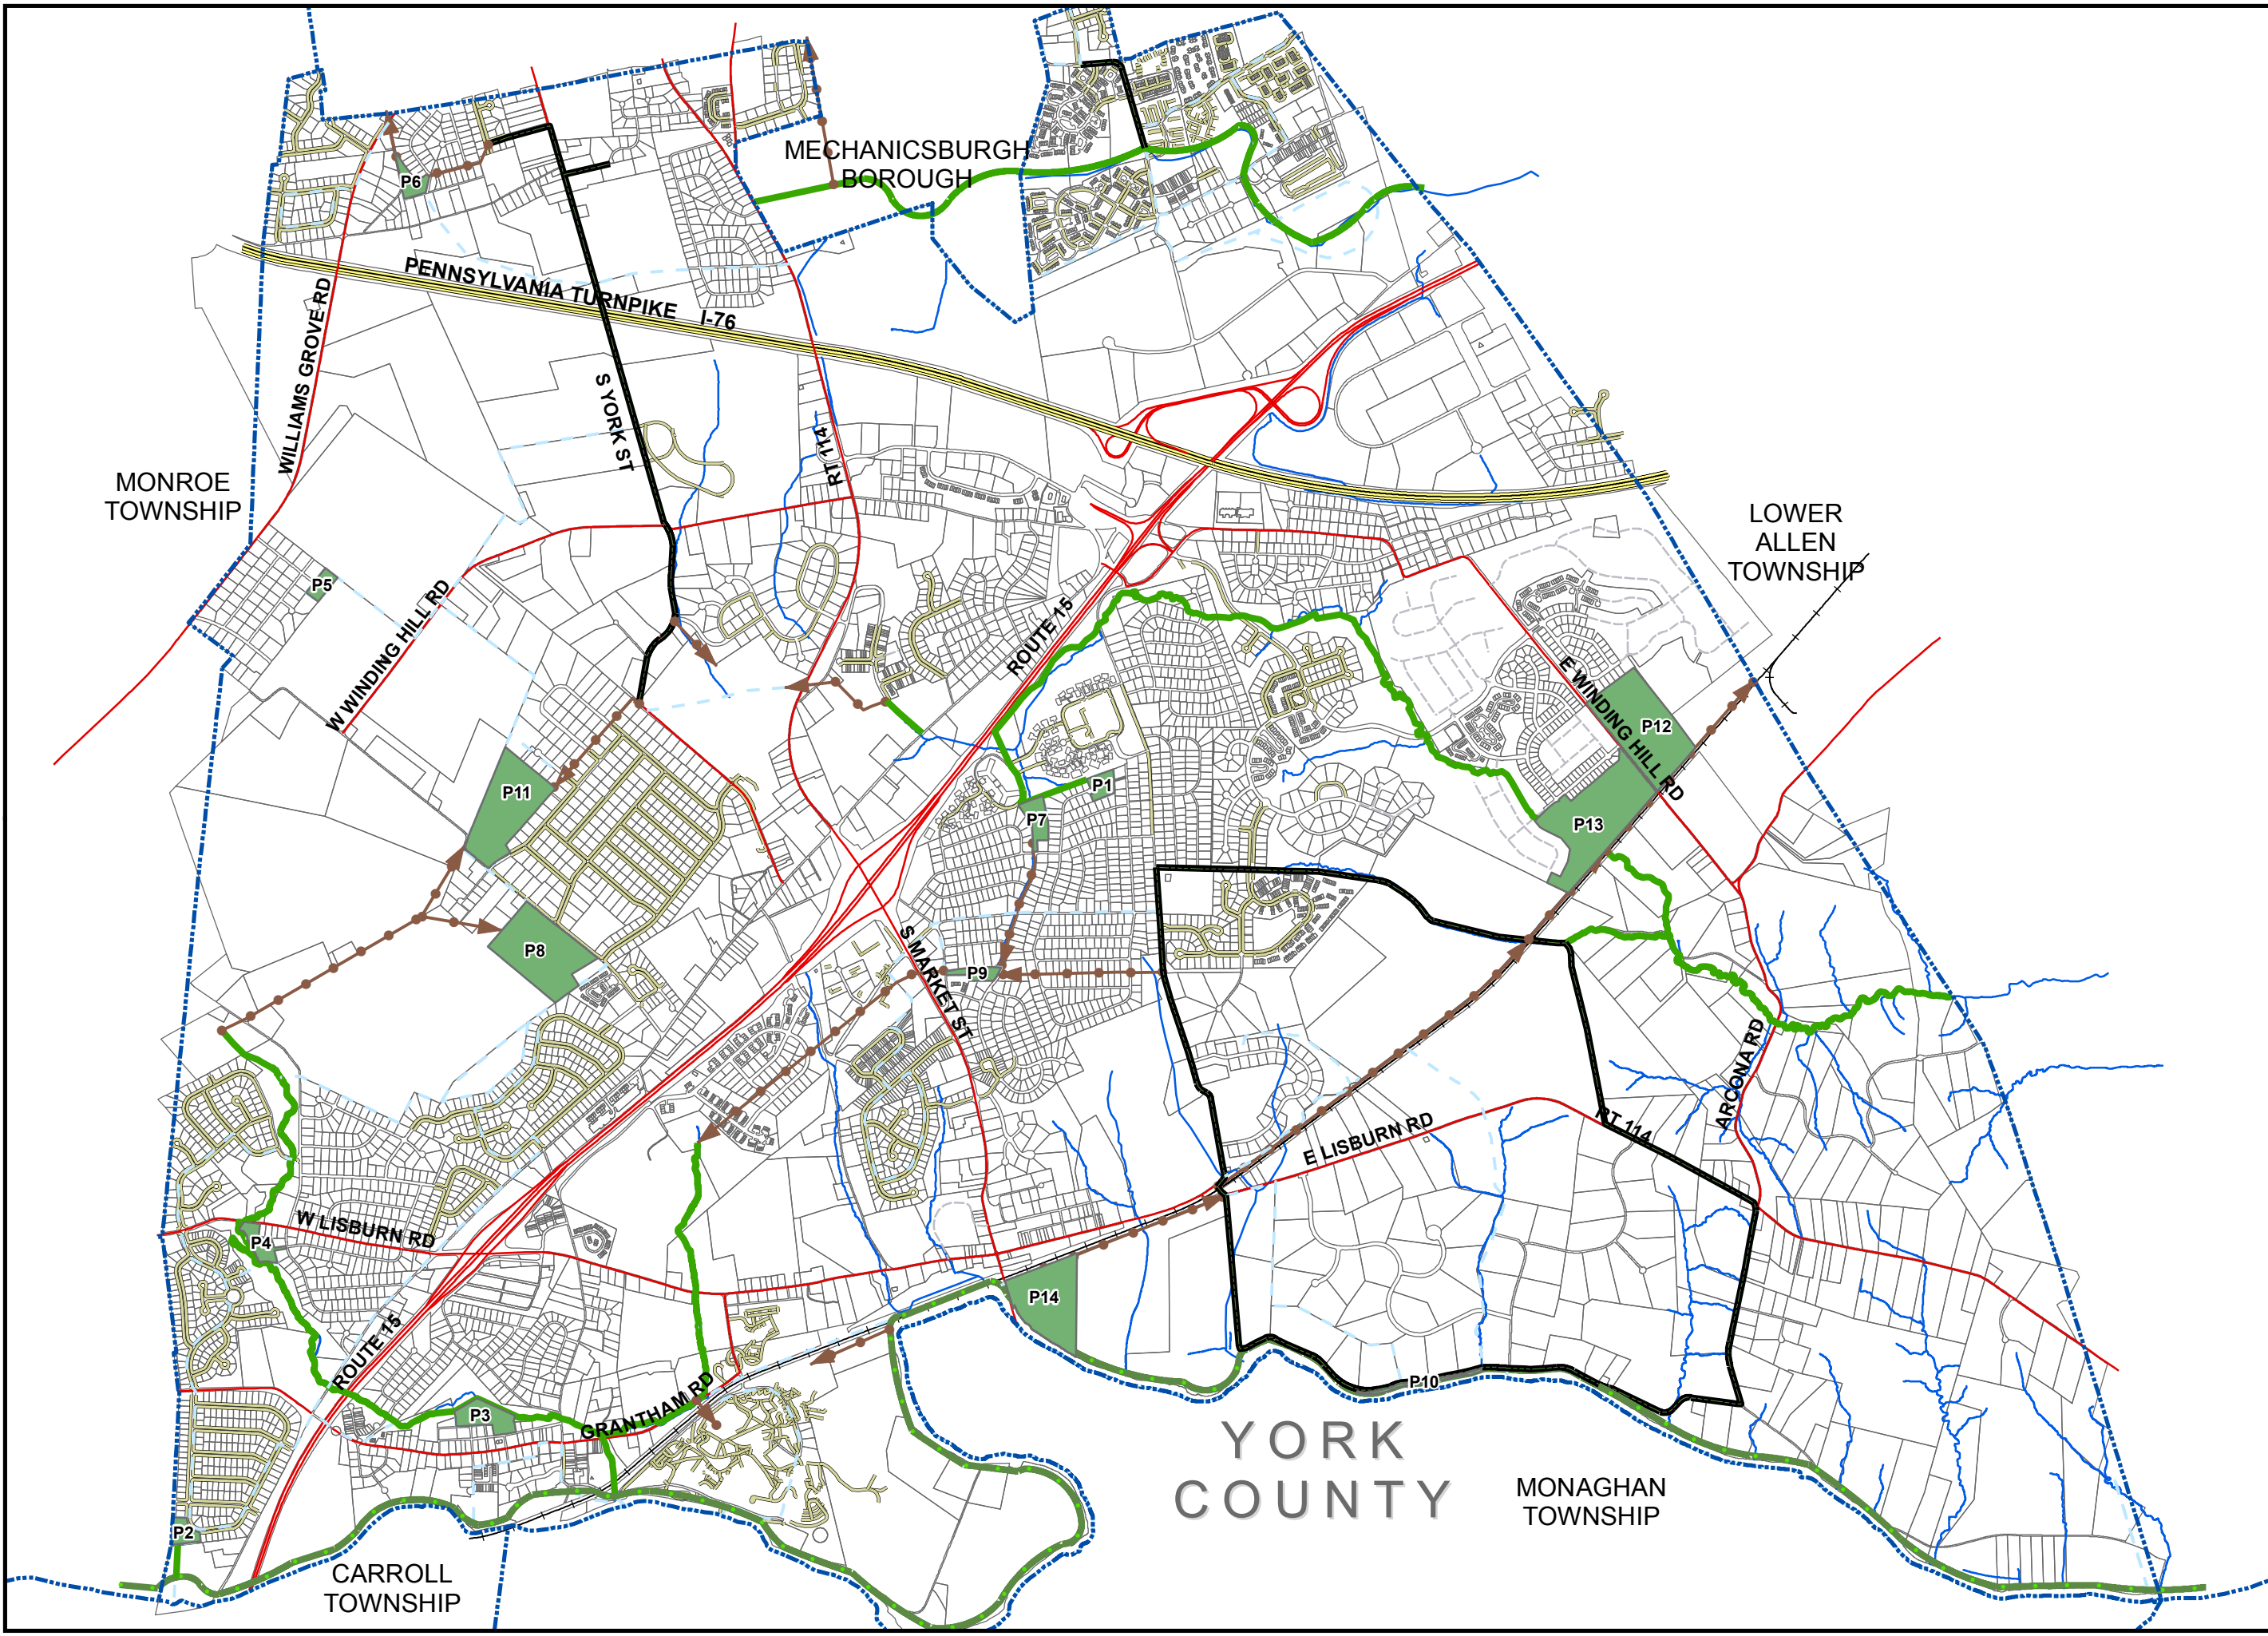 MECHANICSBURGH
BOROUGH
P6
PENNSYLVANIA TURNPIKE I-76
WILLIAMS GROVE RD
S YORK ST
RT 114
MONROE
TOWNSHIP
LOWER
ALLEN
TOWNSHIP
P5
W WINDING HILL RD
ROUTE 15
E WINDING HILL RD
P12
P11
P1
P7
P13
P8
S MARKET ST
P9
ARCONA RD
E LISBURN RD
RT 114
W LISBURN RD
P4
P14
ROUTE 15
P10
P3
GRANTHAM RD
YORK
COUNTY
MONAGHAN
TOWNSHIP
P2
CARROLL
TOWNSHIP